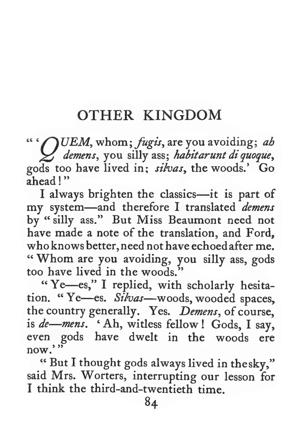 OTHER KINGDOM
“ ‘ QUEM, whom; fugis, are you avoiding; ab
demens, you silly ass; habitarunt di quoque,
gods too have lived in; silvas, the woods.’ Go
ahead!”
I always brighten the classics—it is part of
my system—and therefore I translated demens
by “silly ass.” But Miss Beaumont need not
have made a note of the translation, and Ford,
who knows better, need not have echoed after me.
“Whom are you avoiding, you silly ass, gods
too have lived in the woods.”
“Ye—es,” I replied, with scholarly hesita-
tion. “Ye—es. Silvas—woods, wooded spaces,
the country generally. Yes. Demens, of course,
is de—mens. ‘Ah, witless fellow! Gods, I say,
even gods have dwelt in the woods ere
now.’”
“But I thought gods always lived in the sky,”
said Mrs. Worters, interrupting our lesson for
I think the third-and-twentieth time.
84